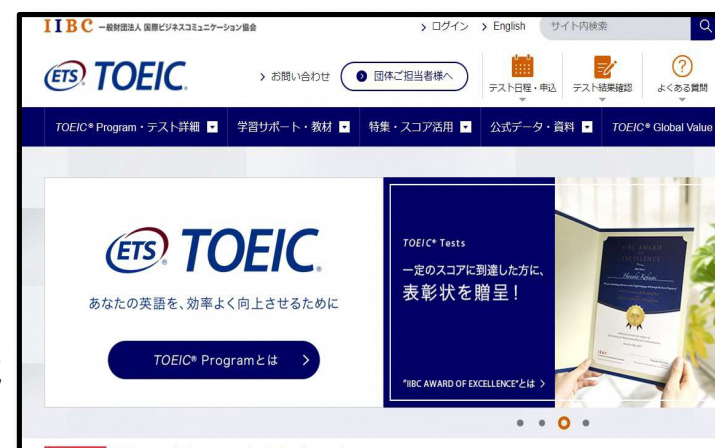 IIBC 一般財団法人 国際ビジネスコミュニケーション協会
ログイン
English
サイト内検索
ETS TOEIC.
お問い合わせ
団体ご担当者様へ
テスト日程・申込
テスト結果確認
よくある質問
TOEIC® Program・テスト詳細
学習サポート・教材
特集・スコア活用
公式データ・資料
TOEIC® Global Value
ETS® TOEIC.
あなたの英語を、効率よく向上させるために
TOEIC® Programとは
TOEIC® Tests
一定のスコアに到達した方に、
表彰状を贈呈!
"IIBC AWARD OF EXCELLENCE"とは
IIBC AWARD
OF
EXCELLENCE